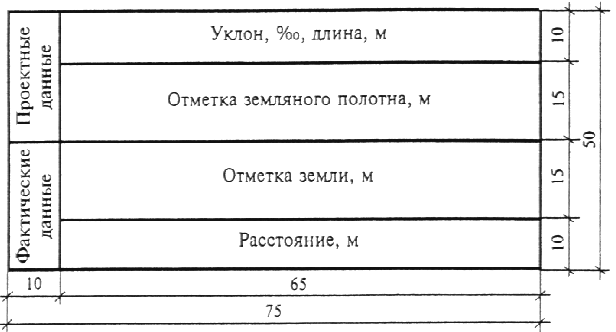 Проектные
данные
Уклон, ‰, длина, м
10
Отметка земляного полотна, м
15
50
Фактические
данные
Отметка земли, м
15
Расстояние, м
10
10
65
75